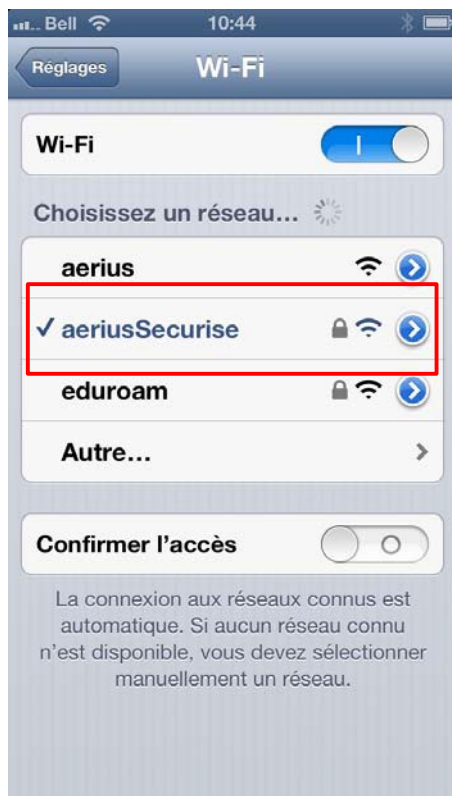 Bell 10:44
Réglages Wi-Fi
Wi-Fi
Choisissez un réseau...
aerius
✓ aeriusSecurise
eduroam
Autre...
Confirmer l'accès
La connexion aux réseaux connus est
automatique. Si aucun réseau connu
n'est disponible, vous devez sélectionner
manuellement un réseau.